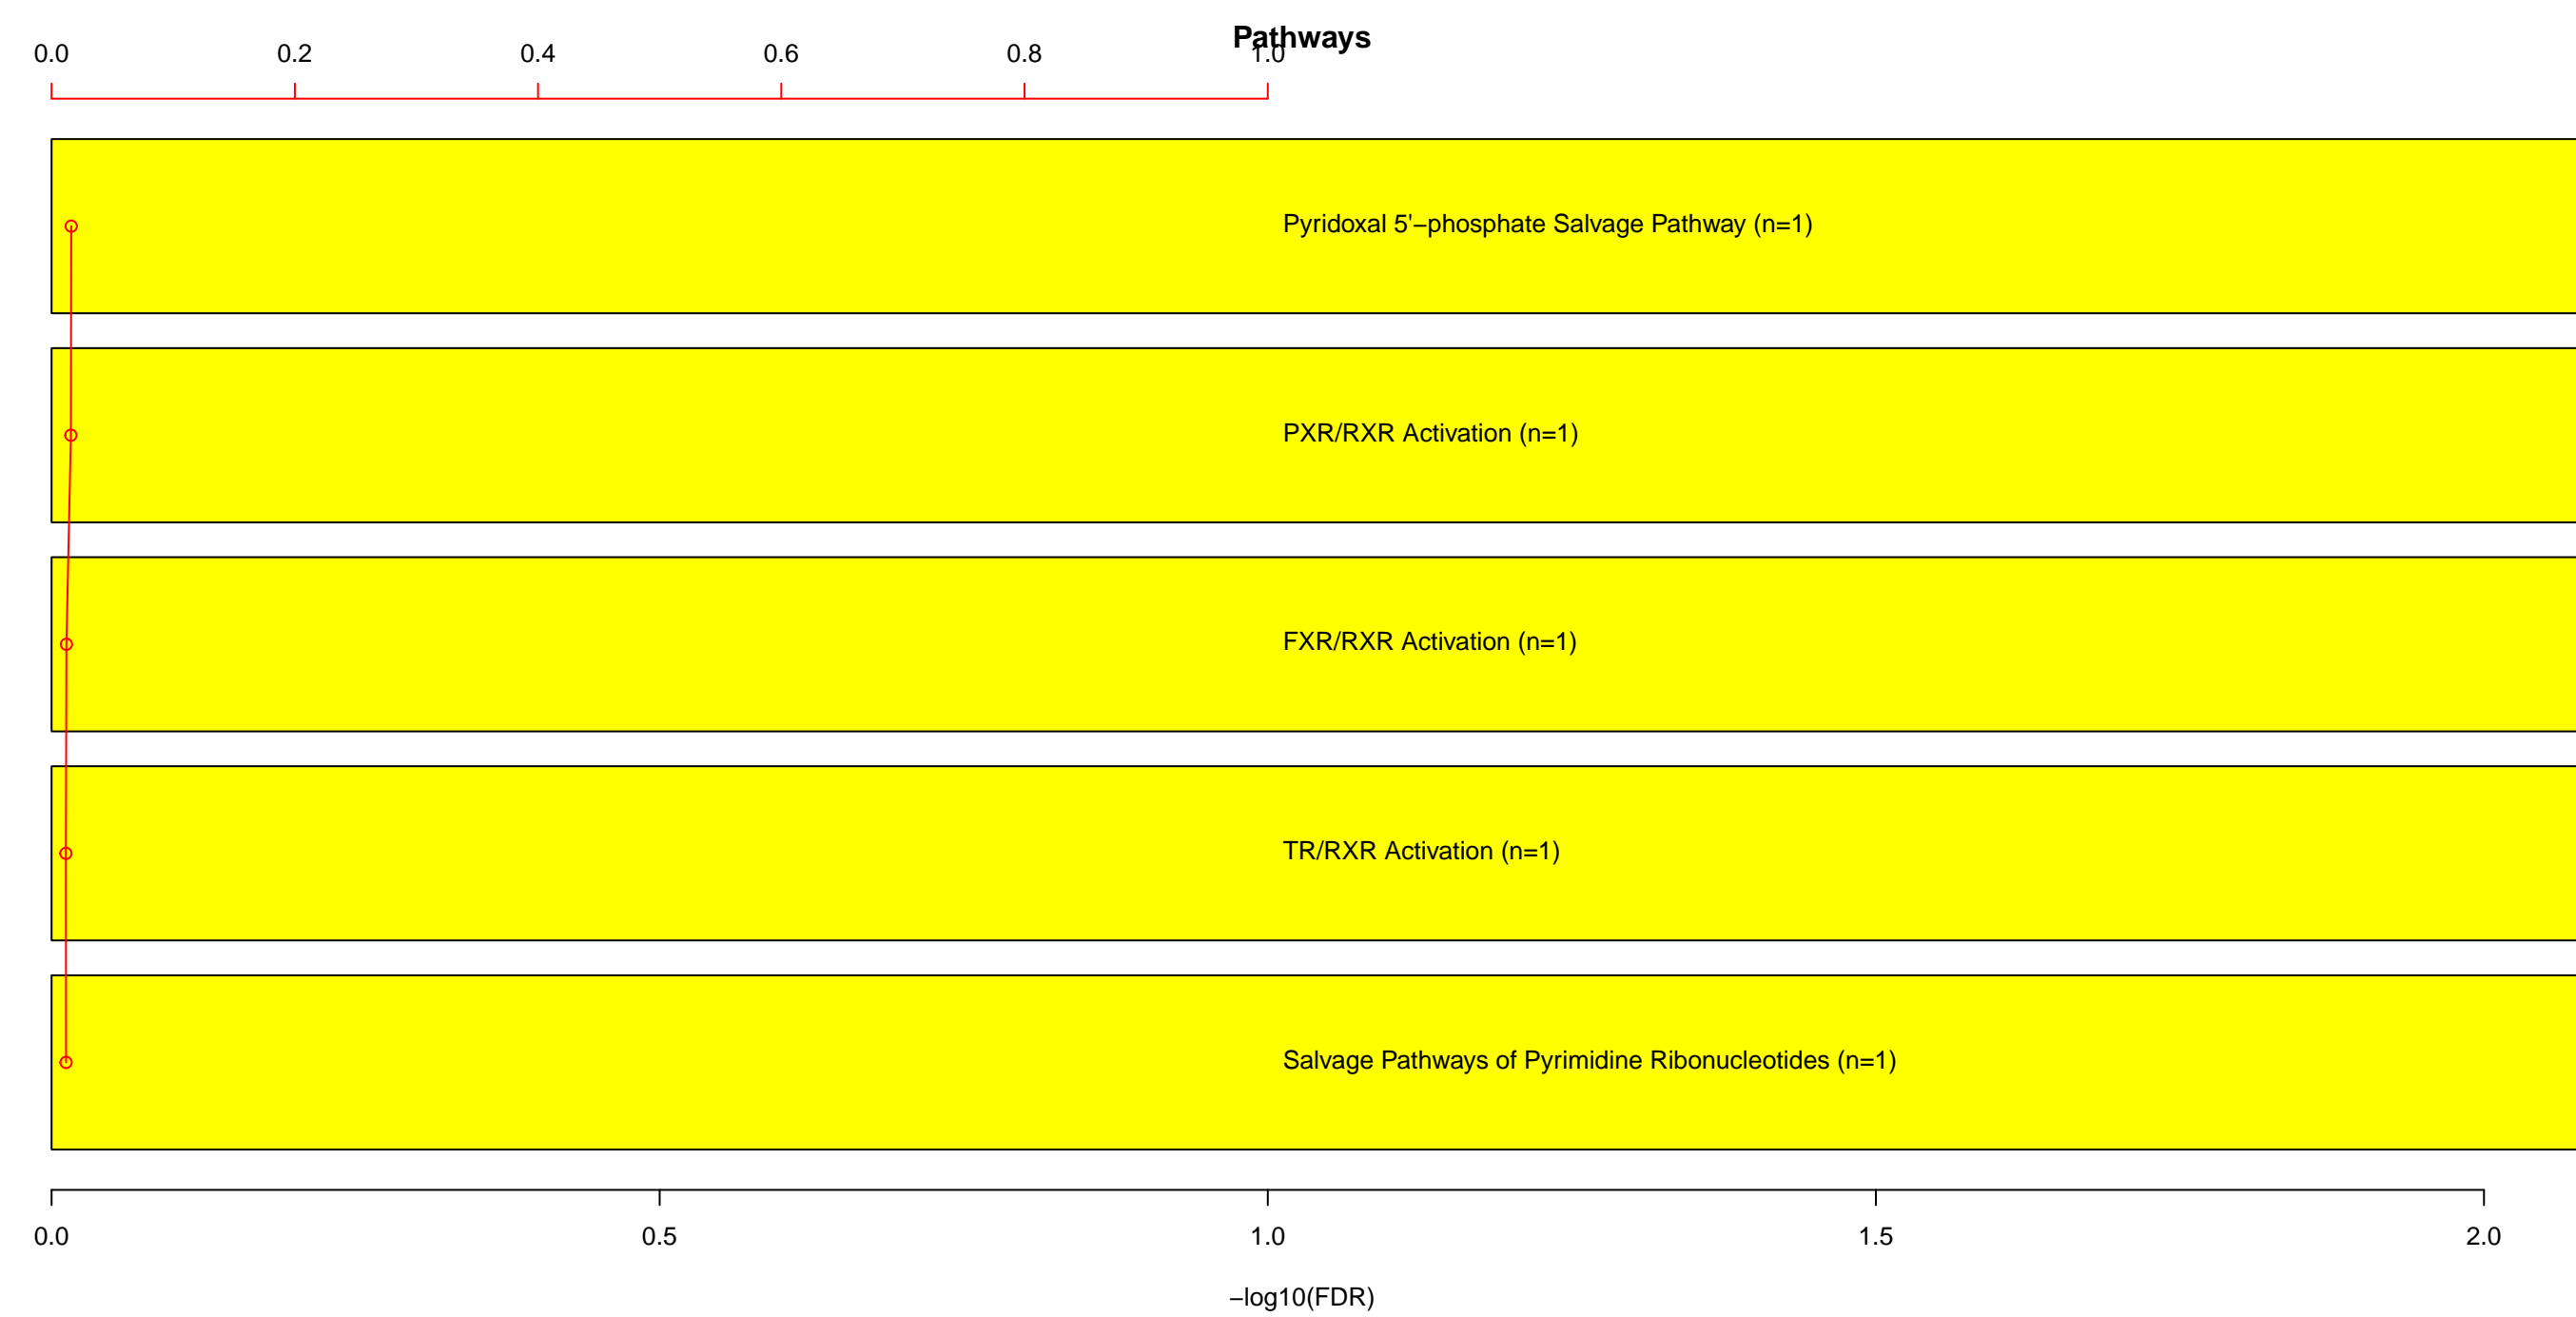 Pathways
0.0 0.2 0.4 0.6 0.8 1.0
Pyridoxal 5'−phosphate Salvage Pathway (n=1)
PXR/RXR Activation (n=1)
FXR/RXR Activation (n=1)
TR/RXR Activation (n=1)
Salvage Pathways of Pyrimidine Ribonucleotides (n=1)
0.0 0.5 1.0 1.5 2.0
−log10(FDR)